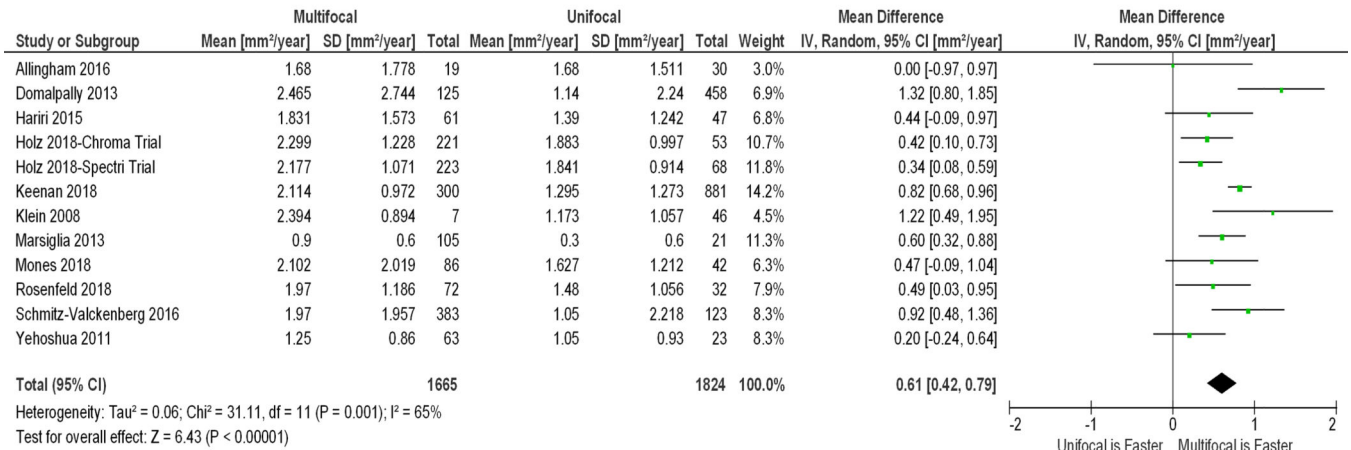 Multifocal Unifocal Mean Difference Mean Difference
Study or Subgroup Mean [mm²/year] SD [mm²/year] Total Mean [mm²/year] SD [mm²/year] Total Weight IV, Random, 95% CI [mm²/year] IV, Random, 95% CI [mm²/year]
Allingham 2016 1.68 1.778 19 1.68 1.511 30 3.0% 0.00 [-0.97, 0.97]
Domalpally 2013 2.465 2.744 125 1.14 2.24 458 6.9% 1.32 [0.80, 1.85]
Hariri 2015 1.831 1.573 61 1.39 1.242 47 6.8% 0.44 [-0.09, 0.97]
Holz 2018-Chroma Trial 2.299 1.228 221 1.883 0.997 53 10.7% 0.42 [0.10, 0.73]
Holz 2018-Spectri Trial 2.177 1.071 223 1.841 0.914 68 11.8% 0.34 [0.08, 0.59]
Keenan 2018 2.114 0.972 300 1.295 1.273 881 14.2% 0.82 [0.68, 0.96]
Klein 2008 2.394 0.894 7 1.173 1.057 46 4.5% 1.22 [0.49, 1.95]
Marsiglia 2013 0.9 0.6 105 0.3 0.6 21 11.3% 0.60 [0.32, 0.88]
Mones 2018 2.102 2.019 86 1.627 1.212 42 6.3% 0.47 [-0.09, 1.04]
Rosenfeld 2018 1.97 1.186 72 1.48 1.056 32 7.9% 0.49 [0.03, 0.95]
Schmitz-Valckenberg 2016 1.97 1.957 383 1.05 2.218 123 8.3% 0.92 [0.48, 1.36]
Yehoshua 2011 1.25 0.86 63 1.05 0.93 23 8.3% 0.20 [-0.24, 0.64]
Total (95% CI) 1665 1824 100.0% 0.61 [0.42, 0.79]
Heterogeneity: Tau² = 0.06; Chi² = 31.11, df = 11 (P = 0.001); I² = 65%
Test for overall effect: Z = 6.43 (P < 0.00001)
-2 -1 0 1 2
Unifocal is Faster Multifocal is Faster